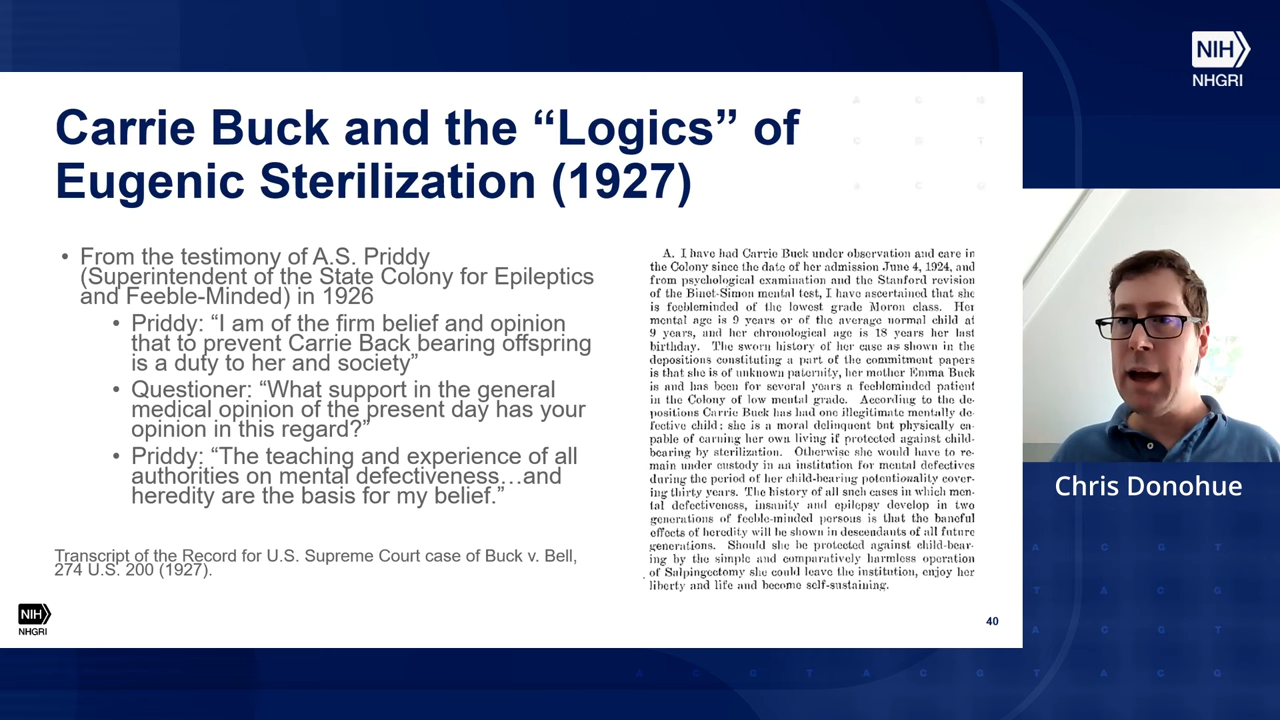 NIH
NHGRI
Carrie Buck and the “Logics” of
Eugenic Sterilization (1927)
• From the testimony of A.S. Priddy
(Superintendent of the State Colony for Epileptics
and Feeble-Minded) in 1926
• Priddy: “I am of the firm belief and opinion
that to prevent Carrie Back bearing offspring
is a duty to her and society”
• Questioner: “What support in the general
medical opinion of the present day has your
opinion in this regard?”
• Priddy: “The teaching and experience of all
authorities on mental defectiveness…and
heredity are the basis for my belief.”
Transcript of the Record for U.S. Supreme Court case of Buck v. Bell,
274 U.S. 200 (1927).
A. I have had Carrie Buck under observation and care in
the Colony since the date of her admission June 4, 1924, and
from psychological examination and the Stanford revision
of the Binet-Simon mental test, I have ascertained that she
is feebleminded of the lowest grade Moron class. Her
mental age is 9 years or of the average normal child at
9 years, and her chronological age is 18 years her last
birthday. The sworn history of her case as shown in the
depositions constituting a part of the commitment papers
is that she is of unknown paternity, her mother Emma Buck
is and has been for several years a feebleminded patient
in the Colony of low mental grade. According to the de-
positions Carrie Buck has had one illegitimate mentally de-
fective child; she is a moral delinquent but physically ca-
pable of earning her own living if protected against child-
bearing by sterilization. Otherwise she would have to re-
main under custody in an institution for mental defectives
during the period of her child-bearing potentiality cover-
ing thirty years. The history of all such cases in which men-
tal defectiveness, insanity and epilepsy develop in two
generations of feeble-minded persons is that the baneful
effects of heredity will be shown in descendants of all future
generations. Should she be protected against child-bear-
ing by the simple and comparatively harmless operation
of Salpingectomy she could leave the institution, enjoy her
liberty and life and become self-sustaining.
NIH
NHGRI
40
Chris Donohue